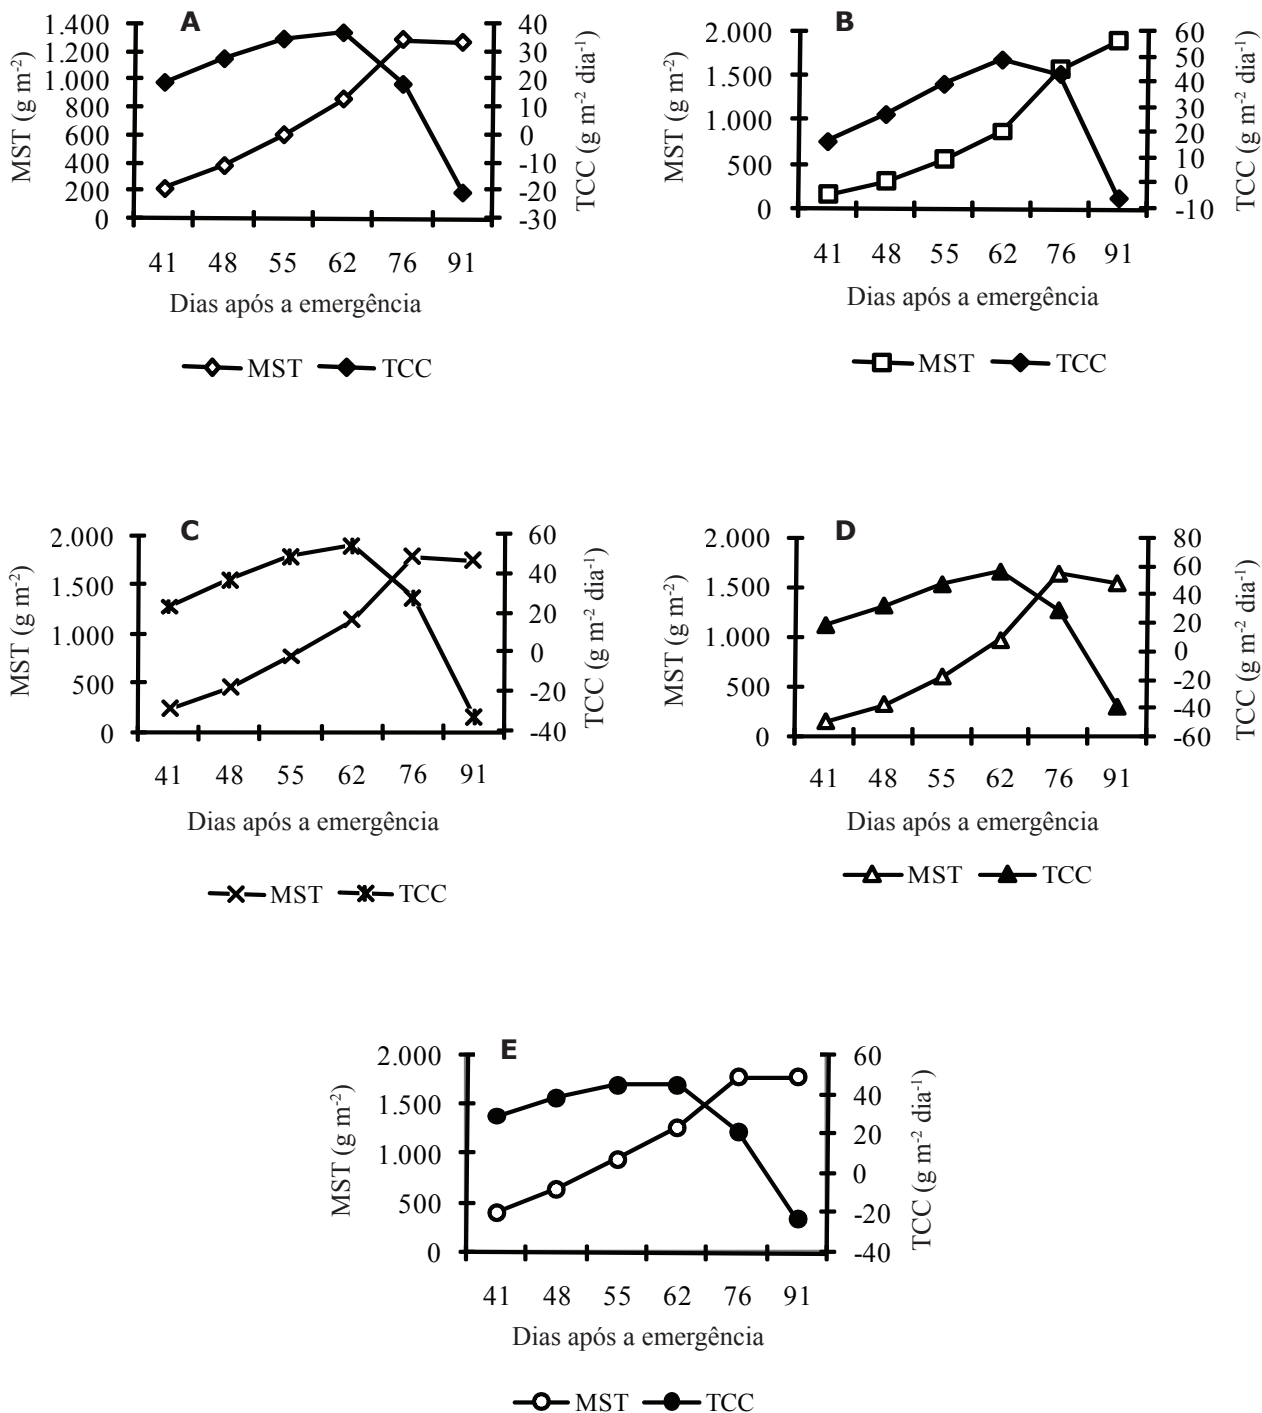 A
MST (g m-2)
1.400
1.200
1.000
800
600
400
200
0
40
30
20
10
0
-10
-20
-30
TCC (g m-2 dia-1)
41 48 55 62 76 91
Dias após a emergência
MST TCC
B
MST (g m-2)
2.000
1.500
1.000
500
0
60
50
40
30
20
10
0
-10
TCC (g m-2 dia-1)
41 48 55 62 76 91
Dias após a emergência
MST TCC
C
MST (g m-2)
2.000
1.500
1.000
500
0
60
40
20
0
-20
-40
TCC (g m-2 dia-1)
41 48 55 62 76 91
Dias após a emergência
MST TCC
D
MST (g m-2)
2.000
1.500
1.000
500
0
80
60
40
20
0
-20
-40
-60
TCC (g m-2 dia-1)
41 48 55 62 76 91
Dias após a emergência
MST TCC
E
MST (g m-2)
2.000
1.500
1.000
500
0
60
40
20
0
-20
-40
TCC (g m-2 dia-1)
41 48 55 62 76 91
Dias após a emergência
MST TCC